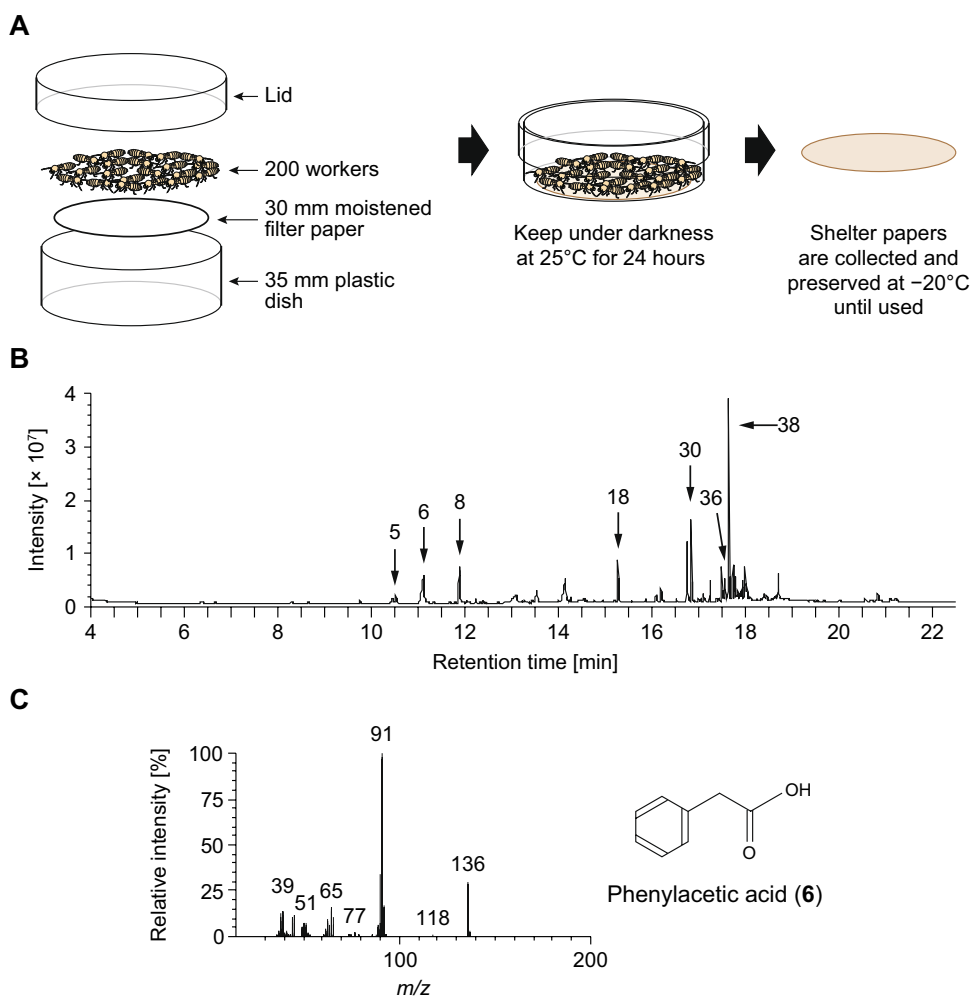 A
Lid
200 workers
30 mm moistened
filter paper
35 mm plastic
dish
Keep under darkness
at 25°C for 24 hours
Shelter papers
are collected and
preserved at −20°C
until used
B
Intensity [× 10⁷]
4
3
2
1
0
5
6
8
18
30
36
38
4 6 8 10 12 14 16 18 20 22
Retention time [min]
C
Relative intensity [%]
100
75
50
25
0
39
51
65
77
91
118
136
100 200
m/z
OH
O
Phenylacetic acid (6)